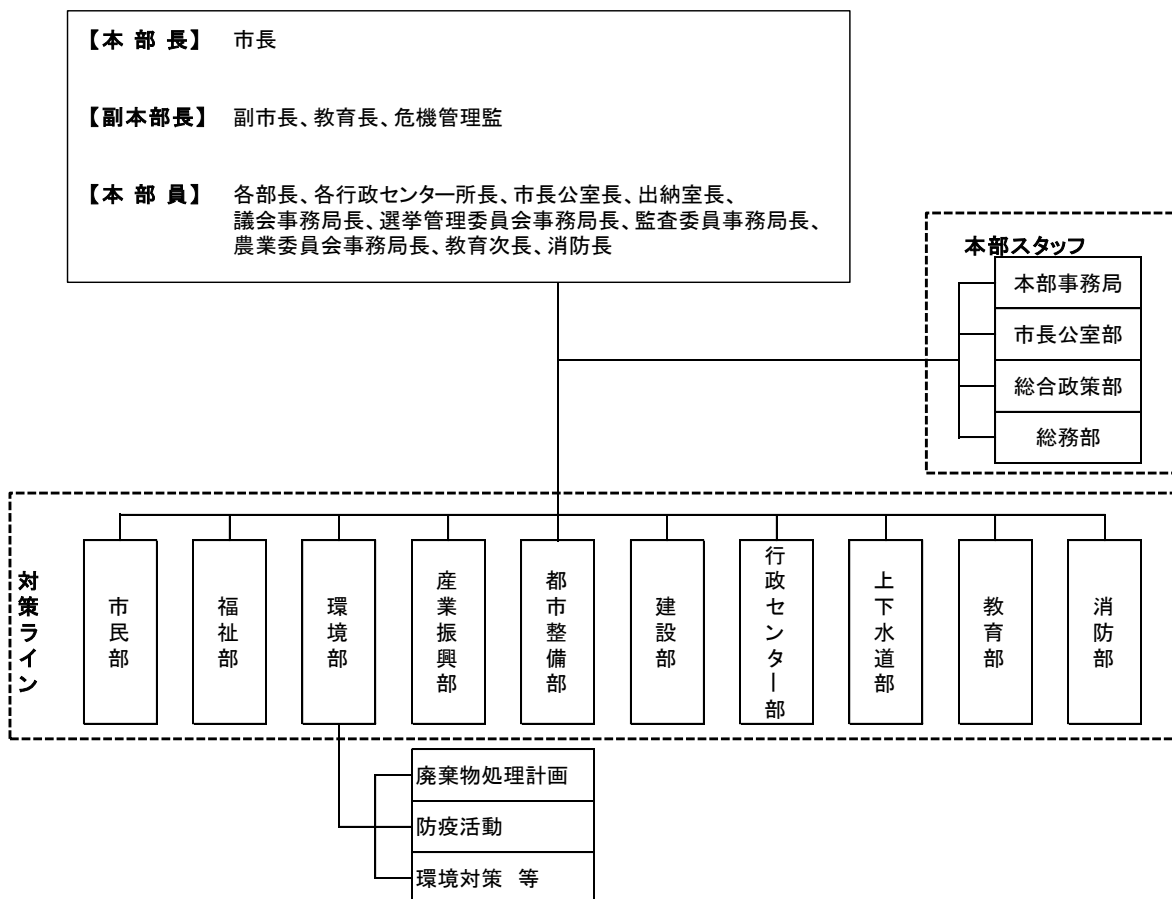 【本 部 長】 市長
【副本部長】 副市長、教育長、危機管理監
【本 部 員】 各部長、各行政センター所長、市長公室長、出納室長、
議会事務局長、選挙管理委員会事務局長、監査委員事務局長、
農業委員会事務局長、教育次長、消防長
本部スタッフ
本部事務局
市長公室部
総合政策部
総務部
対策ライン
市民部
福祉部
環境部
産業振興部
都市整備部
建設部
行政センター部
上下水道部
教育部
消防部
廃棄物処理計画
防疫活動
環境対策 等